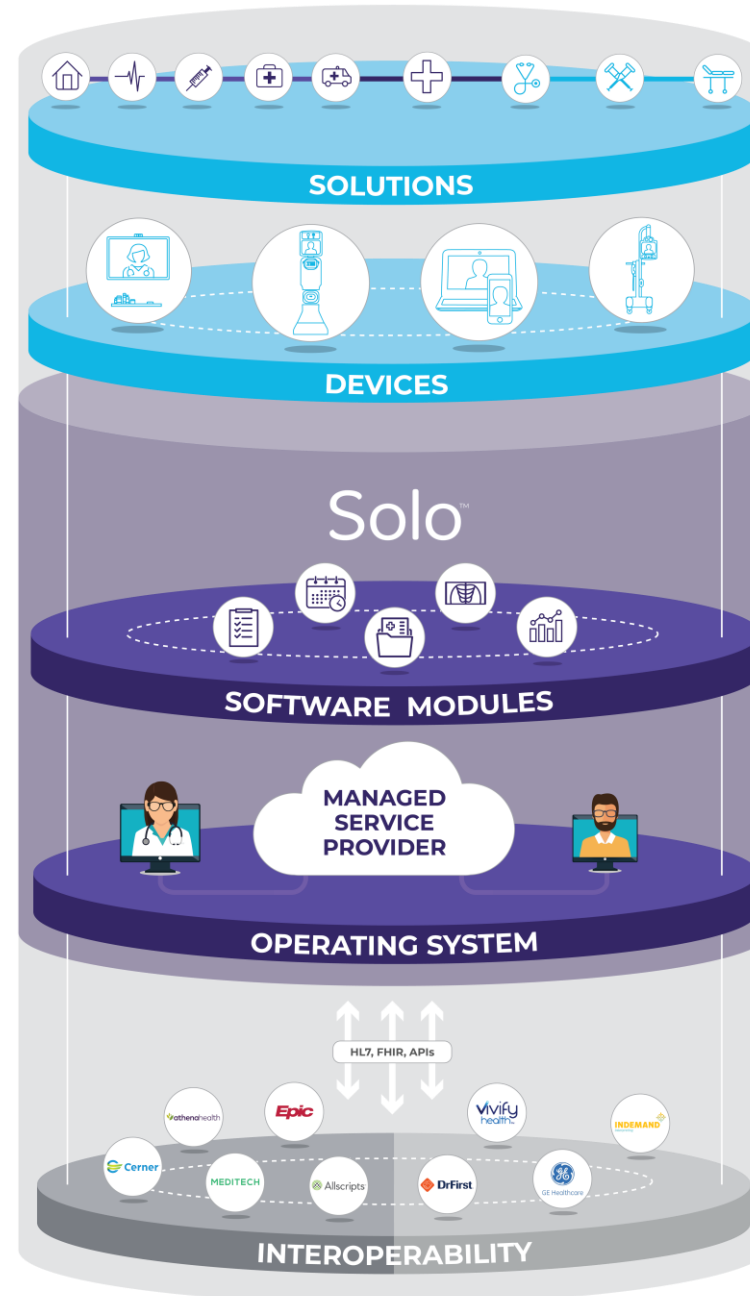 SOLUTIONS
DEVICES
Solo™
SOFTWARE MODULES
MANAGED
SERVICE
PROVIDER
OPERATING SYSTEM
HL7, FHIR, APIs
athenahealth
Epic
Vivify
health
INDEMAND
Cerner
MEDITECH
Allscripts
DrFirst
GE Healthcare
INTEROPERABILITY